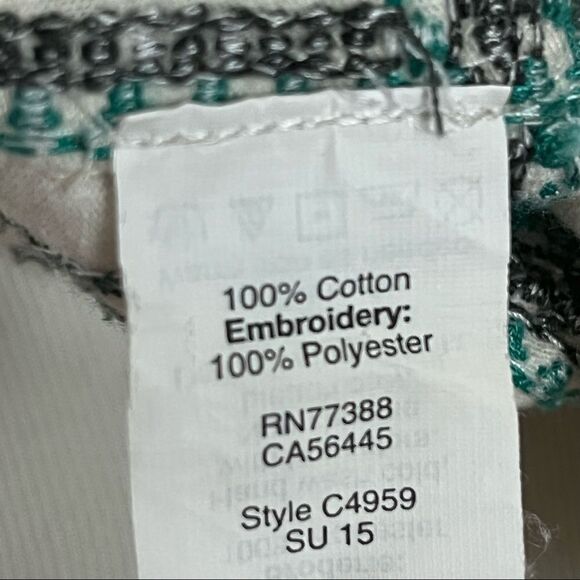 100% Cotton
Embroidery:
100% Polyester
RN77388
CA56445
Style C4959
SU 15